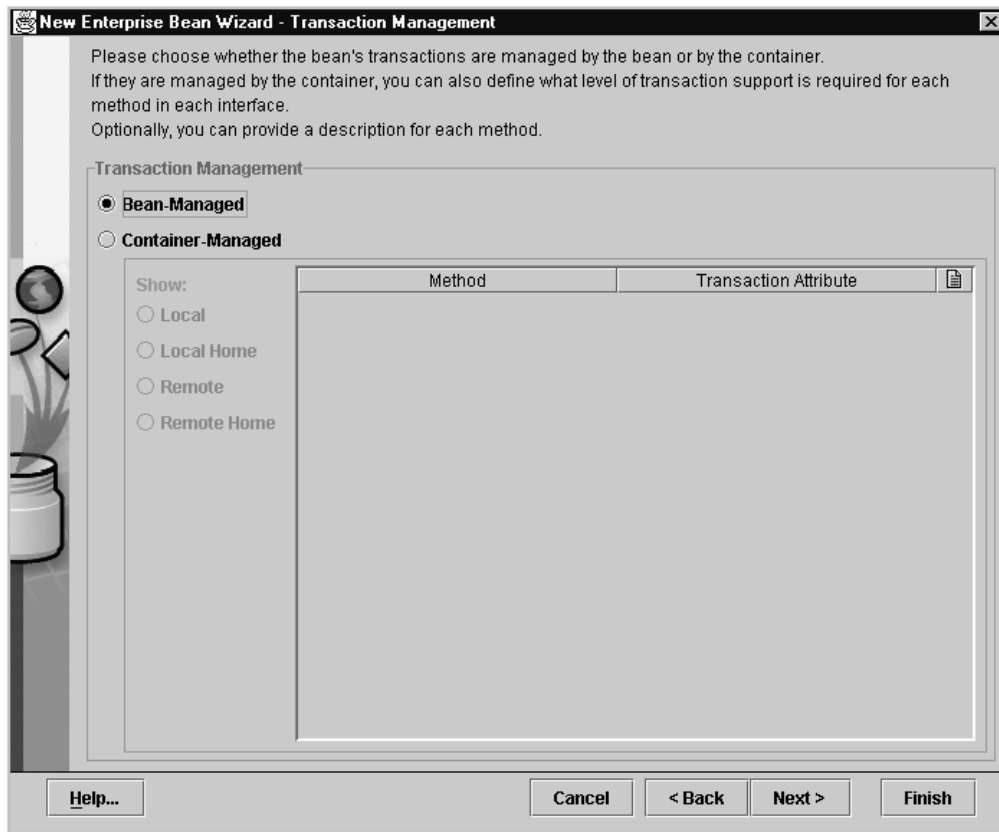 New Enterprise Bean Wizard - Transaction Management
Please choose whether the bean's transactions are managed by the bean or by the container.
If they are managed by the container, you can also define what level of transaction support is required for each
method in each interface.
Optionally, you can provide a description for each method.
Transaction Management
Bean-Managed
Container-Managed
Show:
Method Transaction Attribute
Local
Local Home
Remote
Remote Home
Help... Cancel < Back Next > Finish